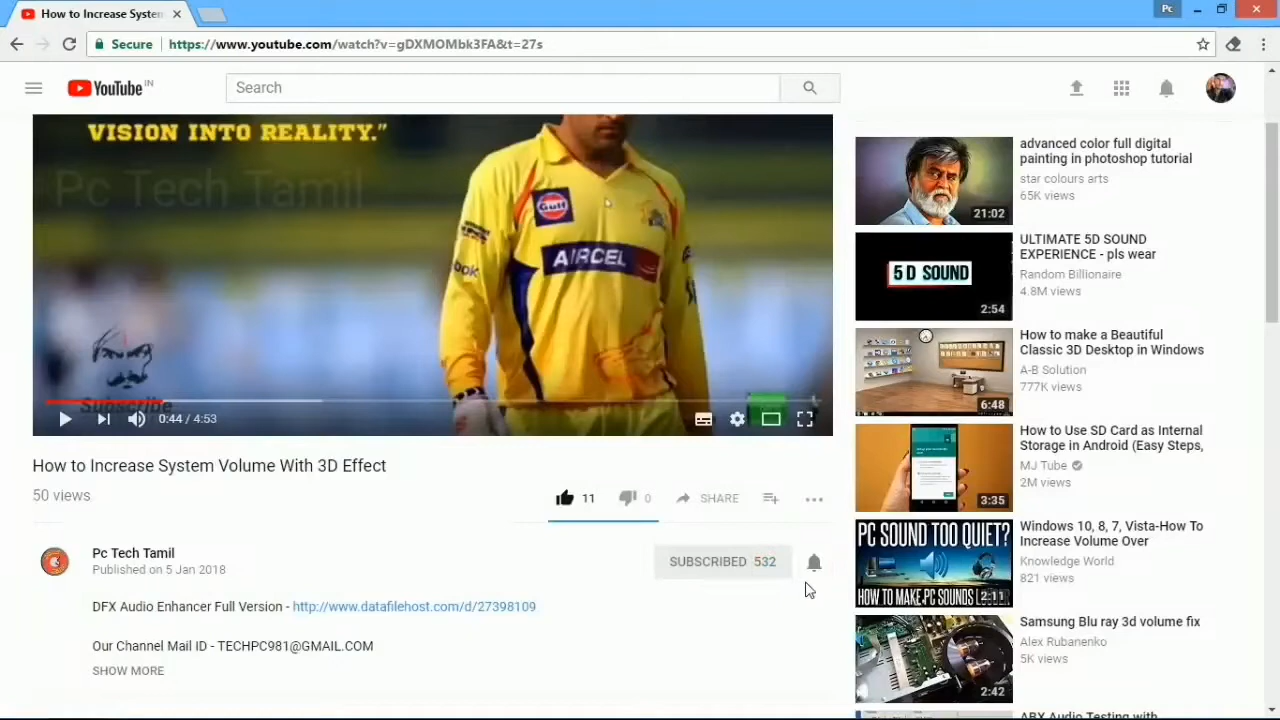 How to Increase System
Pc
Secure
https://www.youtube.com/watch?v=gDXMOMbk3FA&t=27s
YouTube IN
Search
VISION INTO REALITY.”
Pc Tech Tamil
Gulf
AIRCEL
Subscribe
0:44 / 4:53
How to Increase System Volume With 3D Effect
50 views
11
0
SHARE
Pc Tech Tamil
Published on 5 Jan 2018
SUBSCRIBED 532
DFX Audio Enhancer Full Version - http://www.datafilehost.com/d/27398109
Our Channel Mail ID - TECHPC981@GMAIL.COM
SHOW MORE
21:02
advanced color full digital
painting in photoshop tutorial
star colours arts
65K views
5 D SOUND
2:54
ULTIMATE 5D SOUND
EXPERIENCE - pls wear
Random Billionaire
4.8M views
6:48
How to make a Beautiful
Classic 3D Desktop in Windows
A-B Solution
777K views
3:35
How to Use SD Card as Internal
Storage in Android (Easy Steps,
MJ Tube
2M views
PC SOUND TOO QUIET?
HOW TO MAKE PC SOUNDS
2:11
Windows 10, 8, 7, Vista-How To
Increase Volume Over
Knowledge World
821 views
2:42
Samsung Blu ray 3d volume fix
Alex Rubanenko
5K views
ABX Audio Testing with